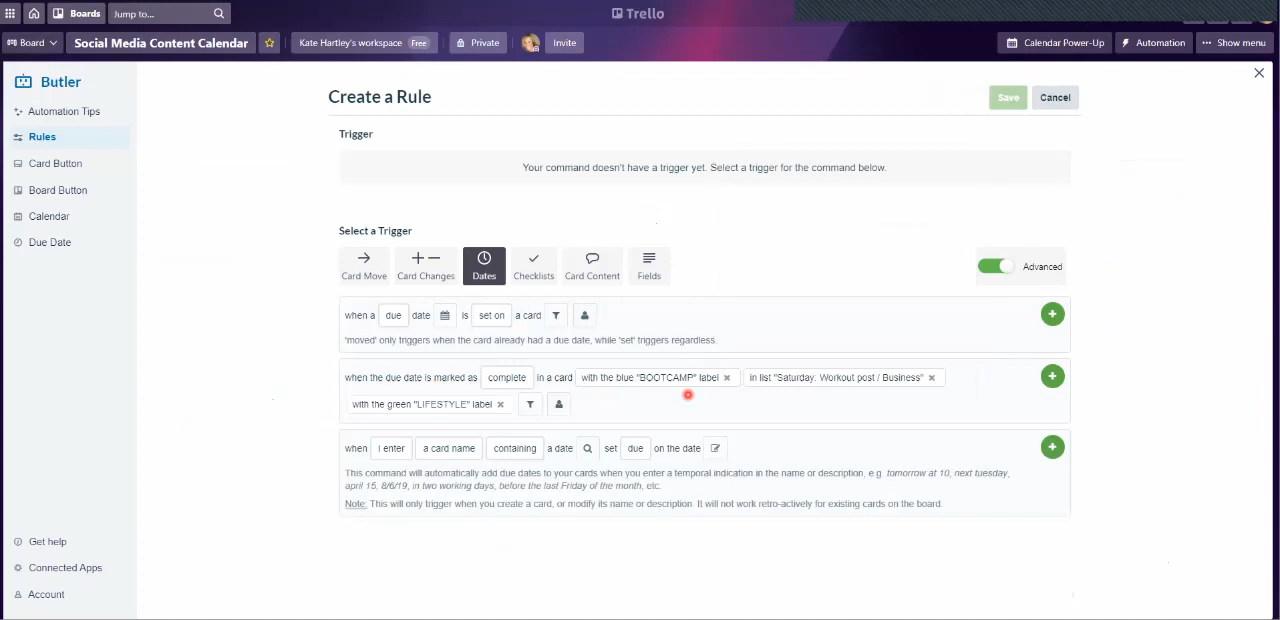 Boards Jump to... Trello
Board Social Media Content Calendar Kate Hartley's workspace Free Private Invite Calendar Power-Up Automation Show menu
Butler
Automation Tips
Rules
Card Button
Board Button
Calendar
Due Date
Get help
Connected Apps
Account
Create a Rule Save Cancel
Trigger
Your command doesn't have a trigger yet. Select a trigger for the command below.
Select a Trigger
Card Move Card Changes Dates Checklists Card Content Fields Advanced
when a due date is set on a card
'moved' only triggers when the card already had a due date, while 'set' triggers regardless.
when the due date is marked as complete in a card with the blue "BOOTCAMP" label in list "Saturday: Workout post / Business"
with the green "LIFESTYLE" label
when I enter a card name containing a date set due on the date
This command will automatically add due dates to your cards when you enter a temporal indication in the name or description, e.g. tomorrow at 10, next tuesday,
april 15, 8/6/19, in two working days, before the last Friday of the month, etc.
Note: This will only trigger when you create a card, or modify its name or description. It will not work retro-actively for existing cards on the board.